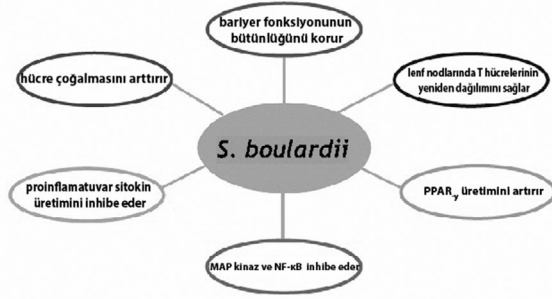 bariyer fonksiyonunun
bütünlüğünü korur
hücre çoğalmasını arttırır
lenf nodlarında T hücrelerinin
yeniden dağılımını sağlar
S. boulardii
proinflamatuvar sitokin
üretimini inhibe eder
PPARγ üretimini artırır
MAP kinaz ve NF-κB inhibe eder